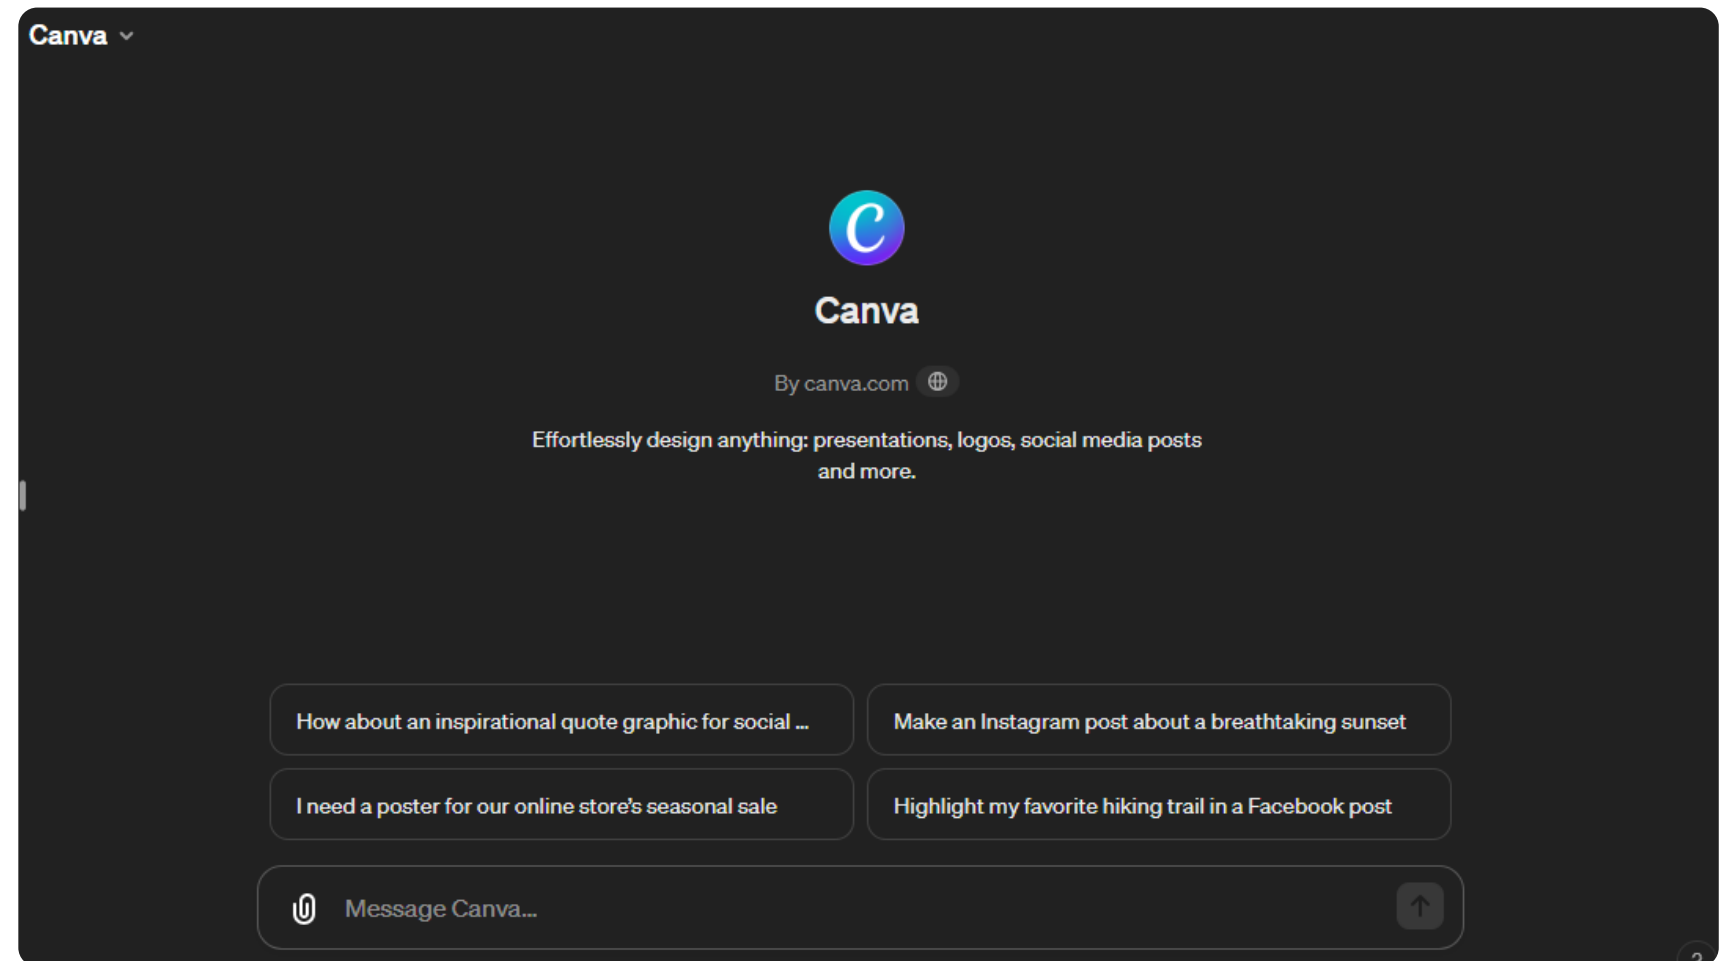 Canva
C
Canva
By canva.com
Effortlessly design anything: presentations, logos, social media posts
and more.
How about an inspirational quote graphic for social ...
Make an Instagram post about a breathtaking sunset
I need a poster for our online store's seasonal sale
Highlight my favorite hiking trail in a Facebook post
Message Canva...
?